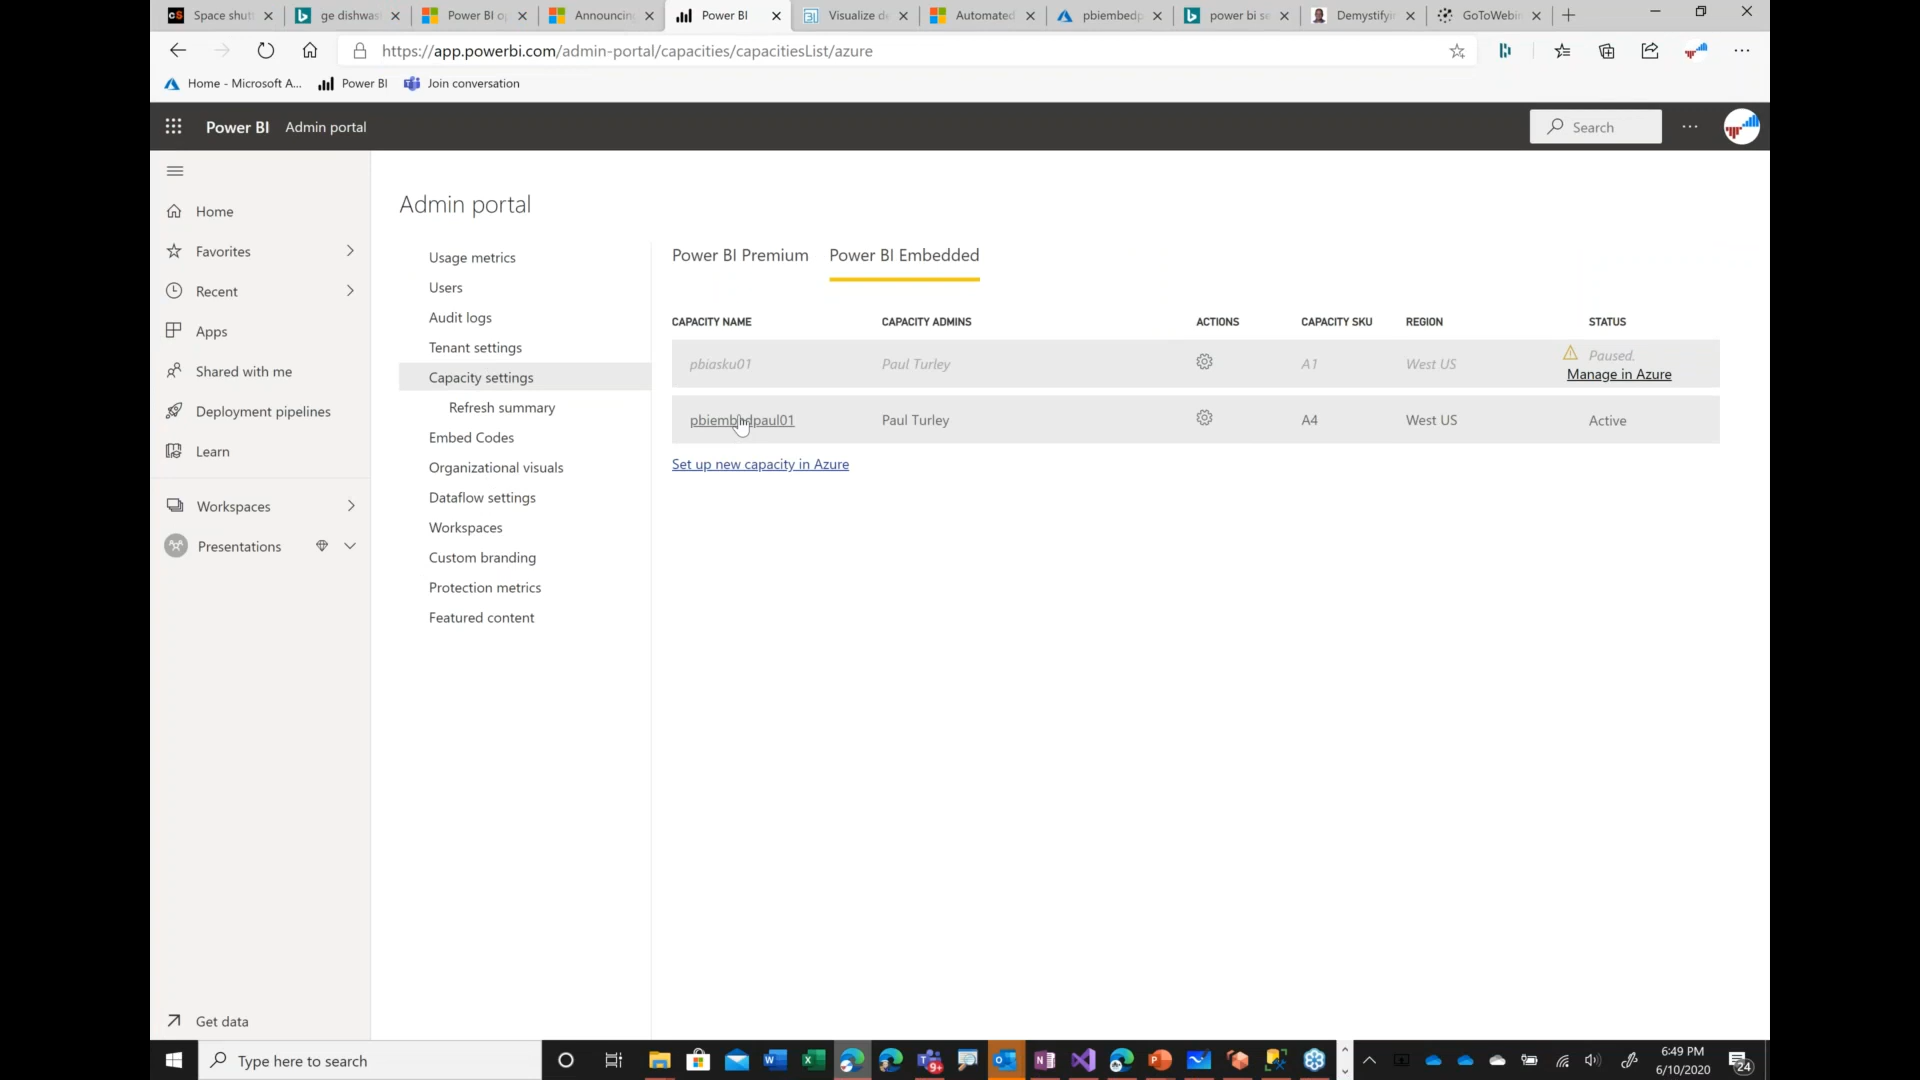 Space shut
ge dishwas
Power BI o
Announcin
Power BI
Visualize d
Automated
pbiembedp
power bi s
Demystifyi
GoToWebi
https://app.powerbi.com/admin-portal/capacities/capacitiesList/azure
Home - Microsoft A...
Power BI
Join conversation
Power BI Admin portal
Search
Home
Favorites
Recent
Apps
Shared with me
Deployment pipelines
Learn
Workspaces
Presentations
Get data
Admin portal
Usage metrics
Users
Audit logs
Tenant settings
Capacity settings
Refresh summary
Embed Codes
Organizational visuals
Dataflow settings
Workspaces
Custom branding
Protection metrics
Featured content
Power BI Premium Power BI Embedded
CAPACITY NAME CAPACITY ADMINS ACTIONS CAPACITY SKU REGION STATUS
pbiasku01 Paul Turley A1 West US Paused.
Manage in Azure
Paul Turley A4 West US Active
Set up new capacity in Azure
Type here to search
9+
6:49 PM
6/10/2020
24